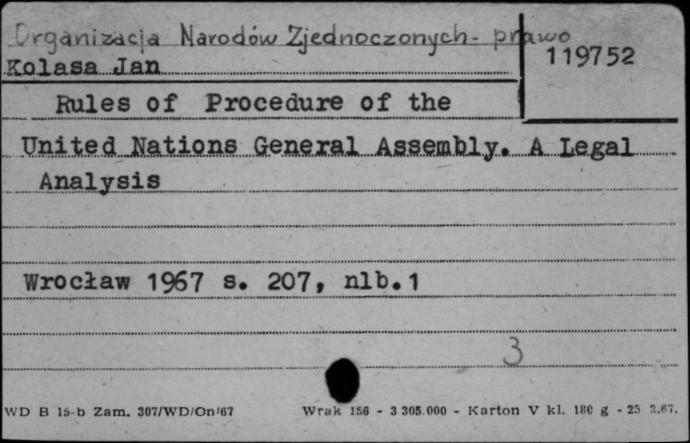 Organizacja Narodów Zjednoczonych - prawo
119752
Kolasa Jan
Rules of Procedure of the
United Nations General Assembly. A Legal
Analysis
Wrocław 1967 s. 207, nlb.1
3
WD B 15-b Zam. 307/WD/On/67 Wrak 156 - 3 305.000 - Karton V kl. 180 g - 25 2.67.